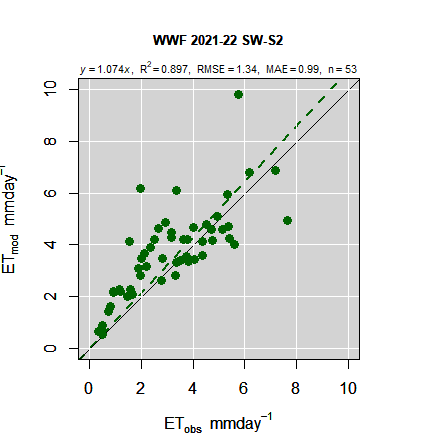 WWF 2021-22 SW-S2
y = 1.074x, R² = 0.897, RMSE = 1.34, MAE = 0.99, n = 53
10
8
6
4
2
0
ETmod mmday⁻¹
0 2 4 6 8 10
ETobs mmday⁻¹